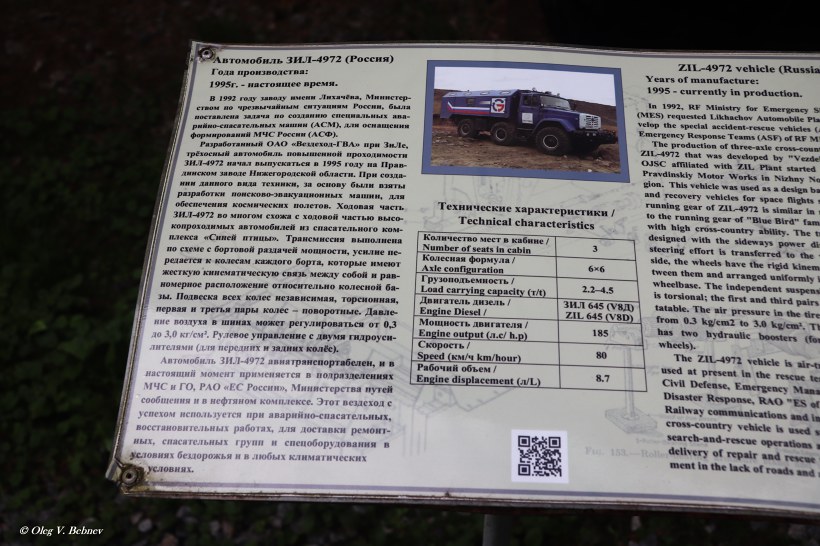 Автомобиль ЗИЛ-4972 (Россия)
Года производства:
1995г. - настоящее время.
В 1992 году заводу имени Лихачёва, Министер-
ством по чрезвычайным ситуациям России, была
поставлена задача по созданию специальных ава-
рийно-спасательных машин (АСМ), для оснащения
формирований МЧС России (АСФ).
Разработанный ОАО «Вездеход-ГВА» при ЗиЛе,
трёхосный автомобиль повышенной проходимости
ЗИЛ-4972 начал выпускаться в 1995 году на Прав-
динском заводе Нижегородской области. При созда-
нии данного вида техники, за основу были взяты
разработки поисково-эвакуационных машин, для
обеспечения космических полетов. Ходовая часть
ЗИЛ-4972 во многом схожа с ходовой частью высо-
копроходимых автомобилей из спасательного ком-
плекса «Синей птицы». Трансмиссия выполнена
по схеме с бортовой раздачей мощности, усилие пе-
редается к колесам каждого борта, которые имеют
жесткую кинематическую связь между собой и рав-
номерное расположение относительно колесной ба-
зы. Подвеска всех колес независимая, торсионная,
первая и третья пары колес – поворотные. Давле-
ние воздуха в шинах может регулироваться от 0,3
до 3,0 кг/см². Рулевое управление с двумя гидроуси-
лителями (для передних и задних колёс).
Автомобиль ЗИЛ-4972 авиатранспортабелен, и в
настоящий момент применяется в подразделениях
МЧС и ГО, РАО «ЕС России», Министерства путей
сообщения и в нефтяном комплексе. Этот вездеход с
успехом используется при аварийно-спасательных,
восстановительных работах, для доставки ремонт-
ных, спасательных групп и спецоборудования в
условиях бездорожья и в любых климатических
условиях.
Технические характеристики /
Technical characteristics
Количество мест в кабине /
Number of seats in cabin
3
Колесная формула /
Axle configuration
6×6
Грузоподъемность /
Load carrying capacity (т/t)
2.2–4.5
Двигатель дизель /
Engine Diesel /
ЗИЛ 645 (V8Д)
ZIL 645 (V8D)
Мощность двигателя /
Engine output (л.с/ h.p)
185
Скорость /
Speed (км/ч km/hour)
80
Рабочий объем /
Engine displacement (л/L)
8.7
ZIL-4972 vehicle (Russia
Years of manufacture:
1995 - currently in production.
In 1992, RF Ministry for Emergency S
(MES) requested Likhachov Automobile Pla
velop the special accident-rescue vehicles (A
Emergency Response Teams (ASF) of RF M
The production of three-axle cross-count
ZIL-4972 that was developed by "Vezde
OJSC affiliated with ZIL Plant started
Pravdinskiy Motor Works in Nizhny No
gion. This vehicle was used as a design ba
and recovery vehicles for space flights s
running gear of ZIL-4972 is similar in
to the running gear of "Blue Bird" fam
with high cross-country ability. The t
designed with the sideways power di
steering effort is transferred to the
side, the wheels have the rigid kinem
tween them and arranged uniformly i
wheelbase. The independent suspens
is torsional; the first and third pairs
tatable. The air pressure in the tire
from 0.3 kg/cm2 to 3.0 kg/cm². T
has two hydraulic boosters (fo
wheels).
The ZIL-4972 vehicle is air-t
used at present in the rescue te
Civil Defense, Emergency Mana
Disaster Response, RAO "ES of
Railway communications and in
cross-country vehicle is used s
search-and-rescue operations
delivery of repair and rescue
ment in the lack of roads and
© Oleg V. Bebnev